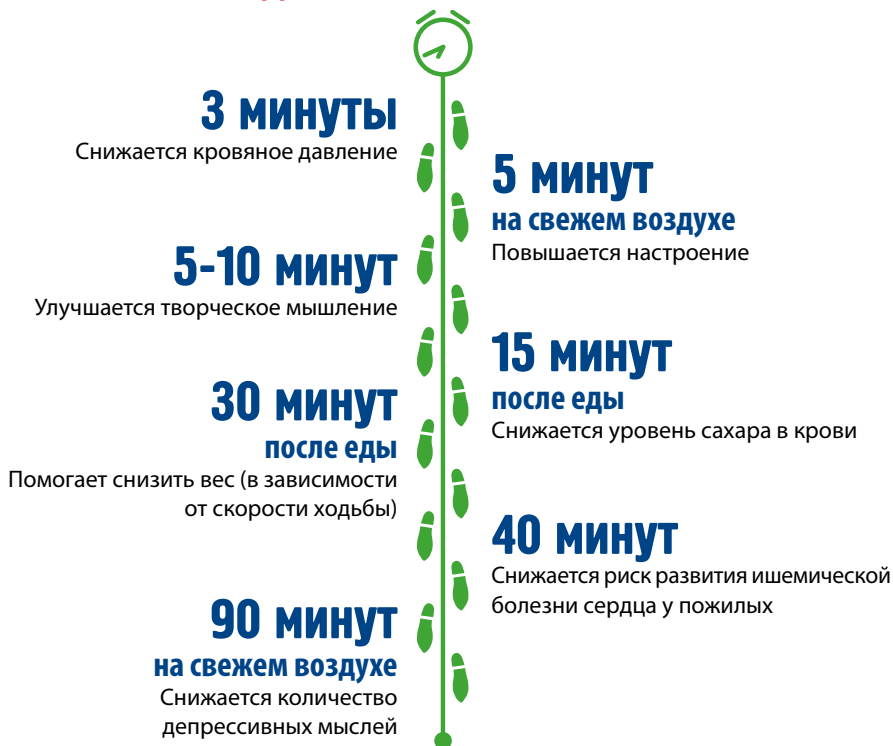 3 минуты
Снижается кровяное давление
5 минут
на свежем воздухе
Повышается настроение
5-10 минут
Улучшается творческое мышление
15 минут
после еды
Снижается уровень сахара в крови
30 минут
после еды
Помогает снизить вес (в зависимости
от скорости ходьбы)
40 минут
Снижается риск развития ишемической
болезни сердца у пожилых
90 минут
на свежем воздухе
Снижается количество
депрессивных мыслей